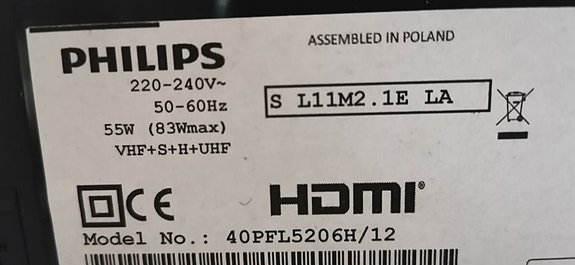 PHILIPS
ASSEMBLED IN POLAND
220-240V~
50-60Hz
S L11M2.1E LA
55W (83Wmax)
VHF+S+H+UHF
CE
HDMI®
Model No.: 40PFL5206H/12